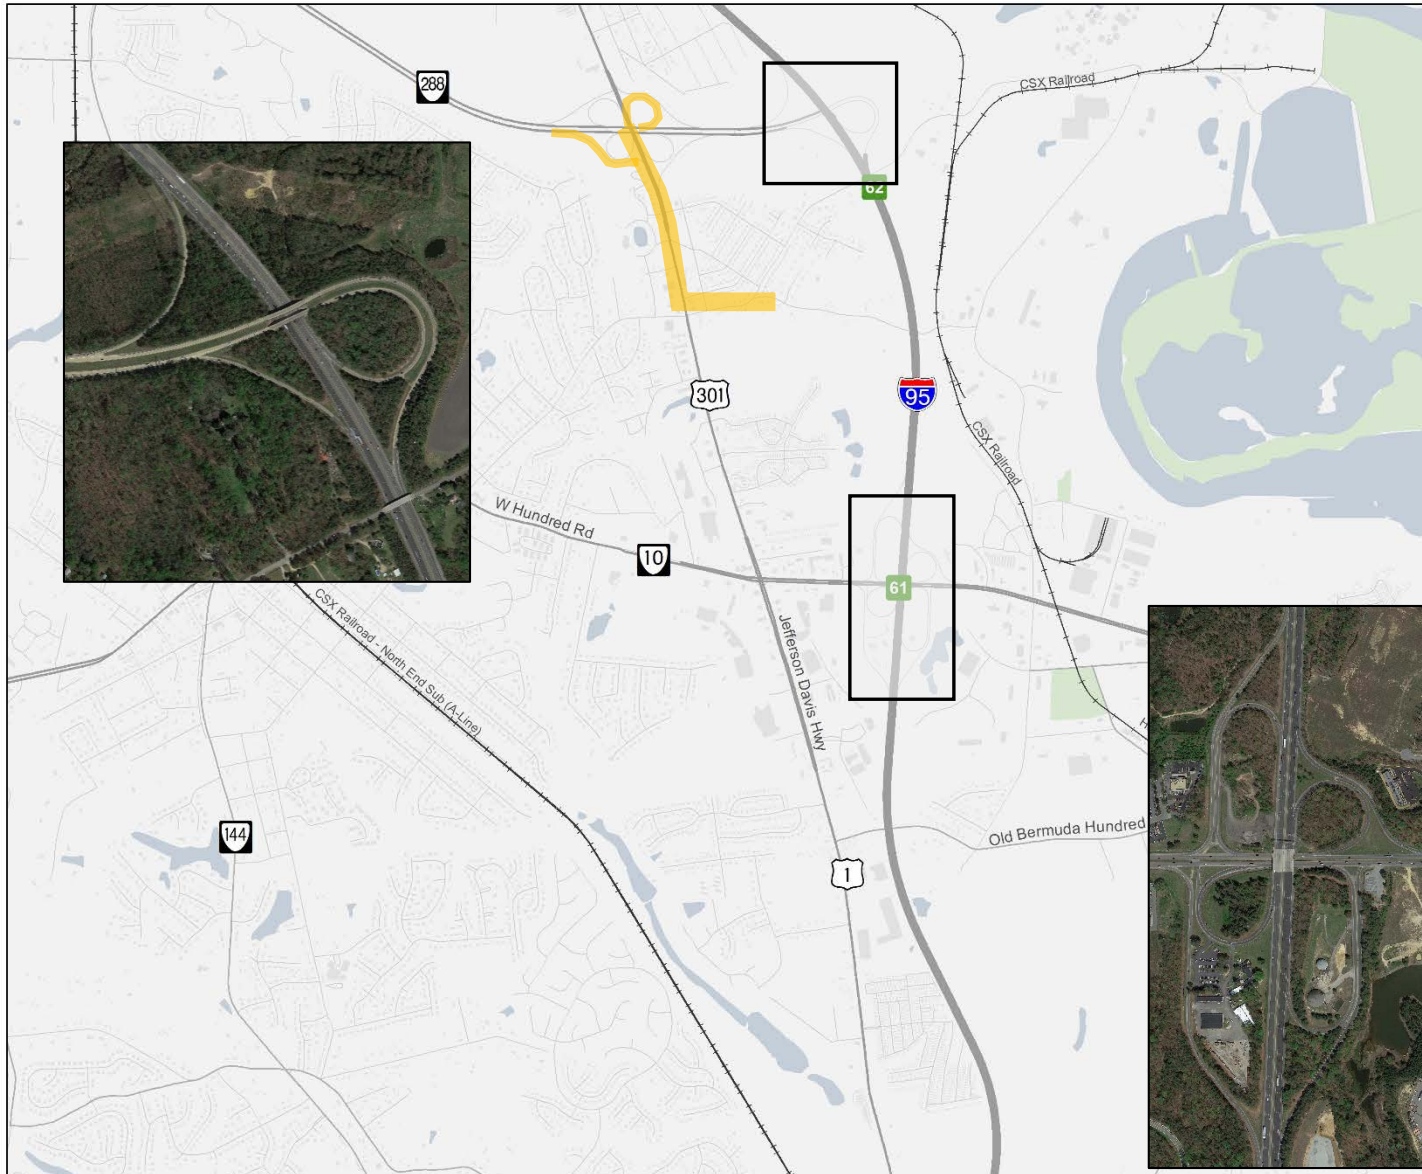 CSX Railroad
288
62
301
95
CSX Railroad
W Hundred Rd
10
61
CSX Railroad - North End Sub (A-Line)
Jefferson Davis Hwy
H
144
Old Bermuda Hundred
1